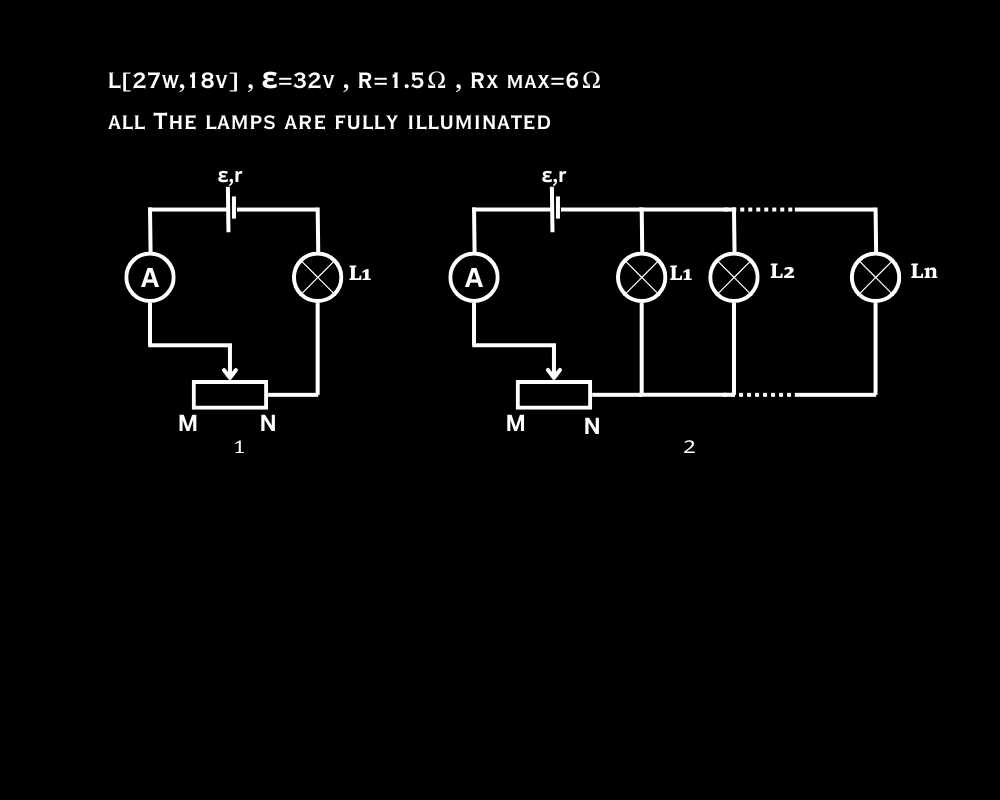 L[27W,18V] , ε=32V , R=1.5Ω , RX MAX=6Ω
ALL THE LAMPS ARE FULLY ILLUMINATED
ε,r
ε,r
A
L1
A
L1
L2
Ln
M
N
M
N
1
2